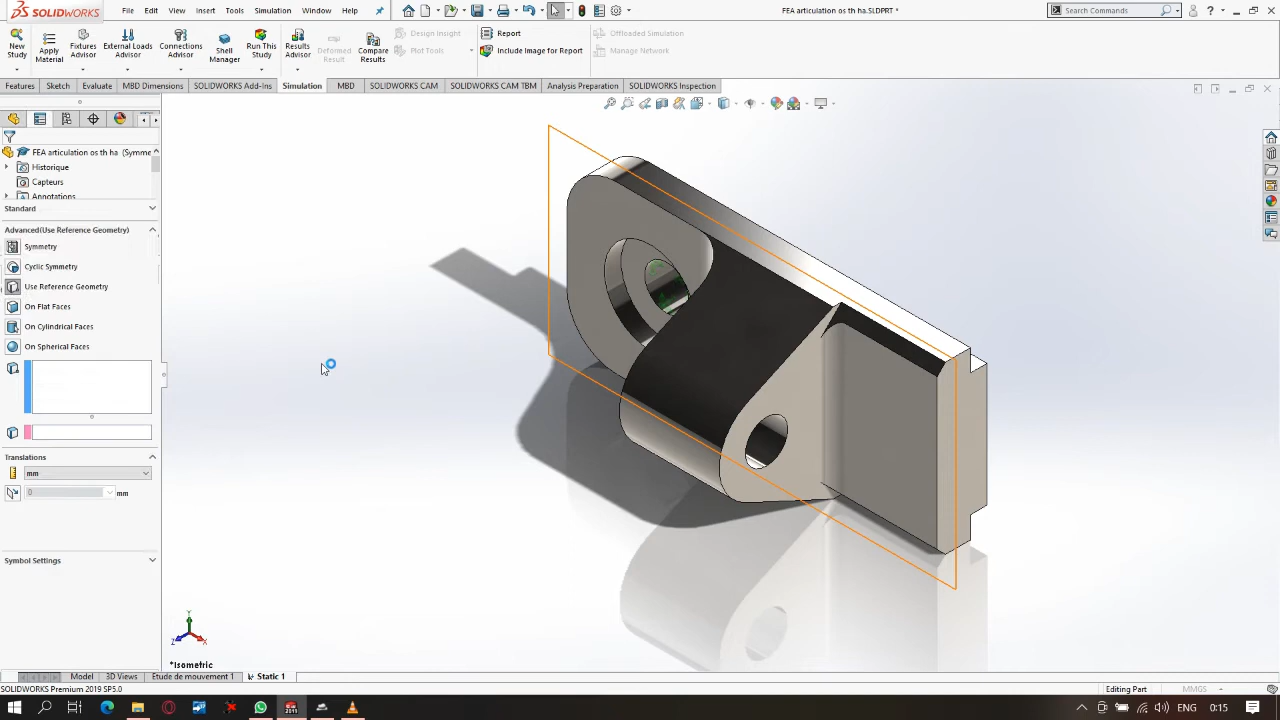 SOLIDWORKS File Edit View Insert Tools Simulation Window Help
FEA articulation os th ha.SLDPRT *
Search Commands
New Study
Apply Material
Fixtures Advisor
External Loads Advisor
Connections Advisor
Shell Manager
Run This Study
Results Advisor
Deformed Result
Compare Results
Design Insight
Plot Tools
Report
Include Image for Report
Offloaded Simulation
Manage Network
Features Sketch Evaluate MBD Dimensions SOLIDWORKS Add-Ins Simulation MBD SOLIDWORKS CAM SOLIDWORKS CAM TBM Analysis Preparation SOLIDWORKS Inspection
FEA articulation os th ha (Symme
Historique
Capteurs
Annotations
Standard
Advanced(Use Reference Geometry)
Symmetry
Cyclic Symmetry
Use Reference Geometry
On Flat Faces
On Cylindrical Faces
On Spherical Faces
Translations
mm
0 mm
Symbol Settings
Y
Z X
*Isometric
Model 3D Views Etude de mouvement 1 Static 1
SOLIDWORKS Premium 2019 SP5.0
Editing Part MMGS
ENG 0:15